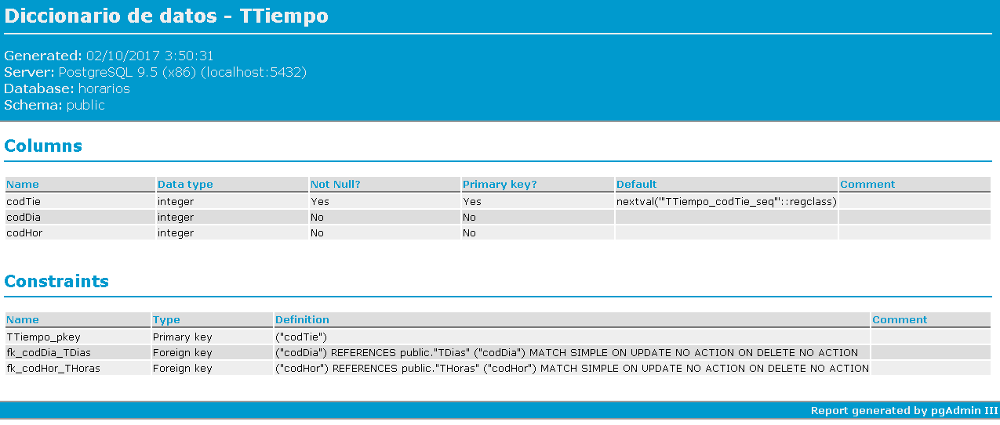 Diccionario de datos - TTiempo
Generated: 02/10/2017 3:50:31
Server: PostgreSQL 9.5 (x86) (localhost:5432)
Database: horarios
Schema: public
Columns
Name Data type Not Null? Primary key? Default Comment
codTie integer Yes Yes nextval('"TTiempo_codTie_seq"'::regclass)
codDia integer No No
codHor integer No No
Constraints
Name Type Definition Comment
TTiempo_pkey Primary key ("codTie")
fk_codDia_TDias Foreign key ("codDia") REFERENCES public."TDias" ("codDia") MATCH SIMPLE ON UPDATE NO ACTION ON DELETE NO ACTION
fk_codHor_THoras Foreign key ("codHor") REFERENCES public."THoras" ("codHor") MATCH SIMPLE ON UPDATE NO ACTION ON DELETE NO ACTION
Report generated by pgAdmin III